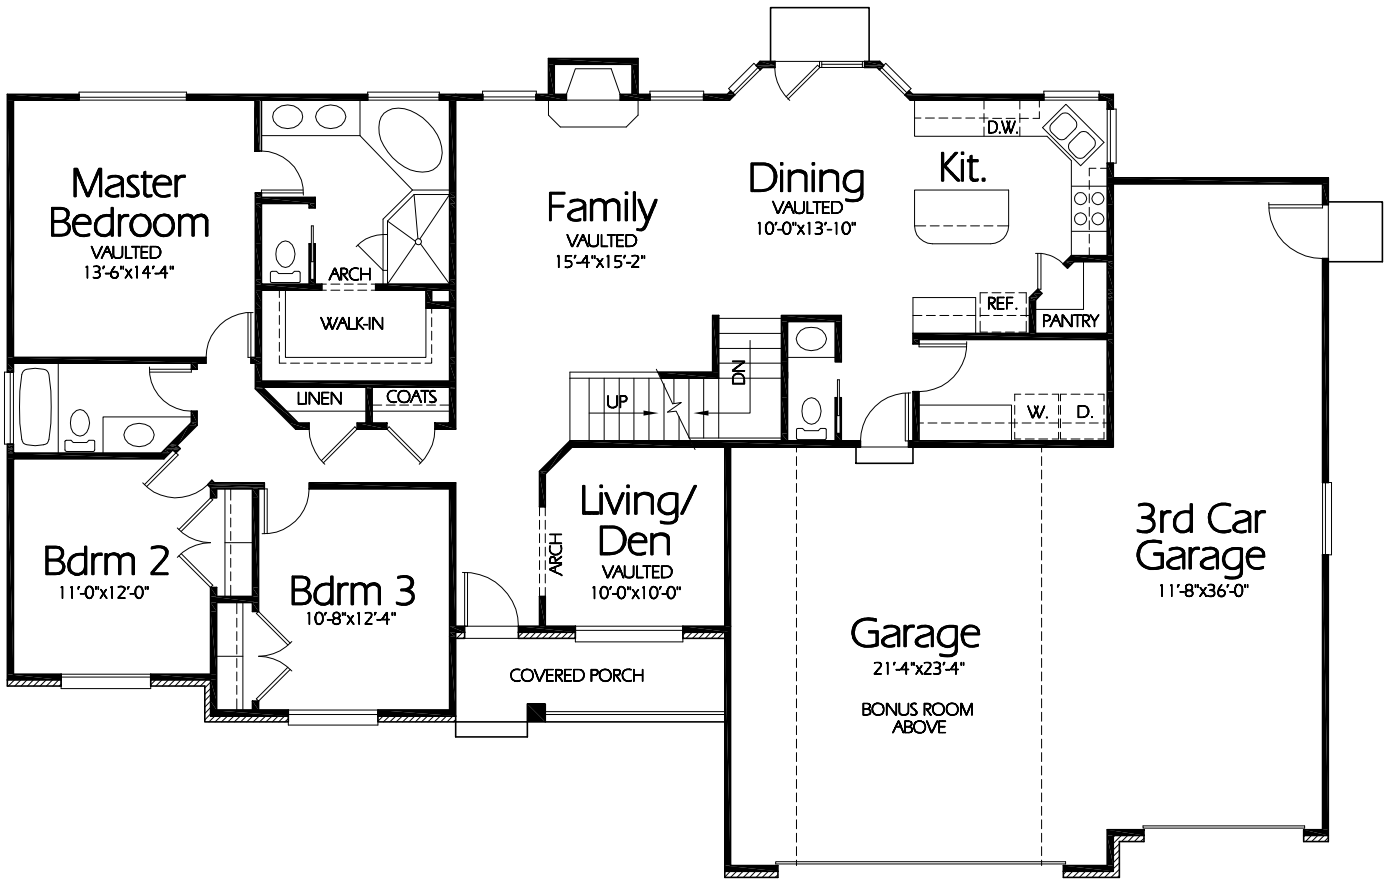 Master
Bedroom
VAULTED
13'-6"x14'-4"
ARCH
WALK-IN
LINEN
COATS
Family
VAULTED
15'-4"x15'-2"
Dining
VAULTED
10'-0"x13'-10"
Kit.
D.W.
REF.
PANTRY
UP
DN
W.
D.
Bdrm 2
11'-0"x12'-0"
Bdrm 3
10'-8"x12'-4"
Living/
Den
VAULTED
10'-0"x10'-0"
ARCH
COVERED PORCH
Garage
21'-4"x23'-4"
BONUS ROOM
ABOVE
3rd Car
Garage
11'-8"x36'-0"